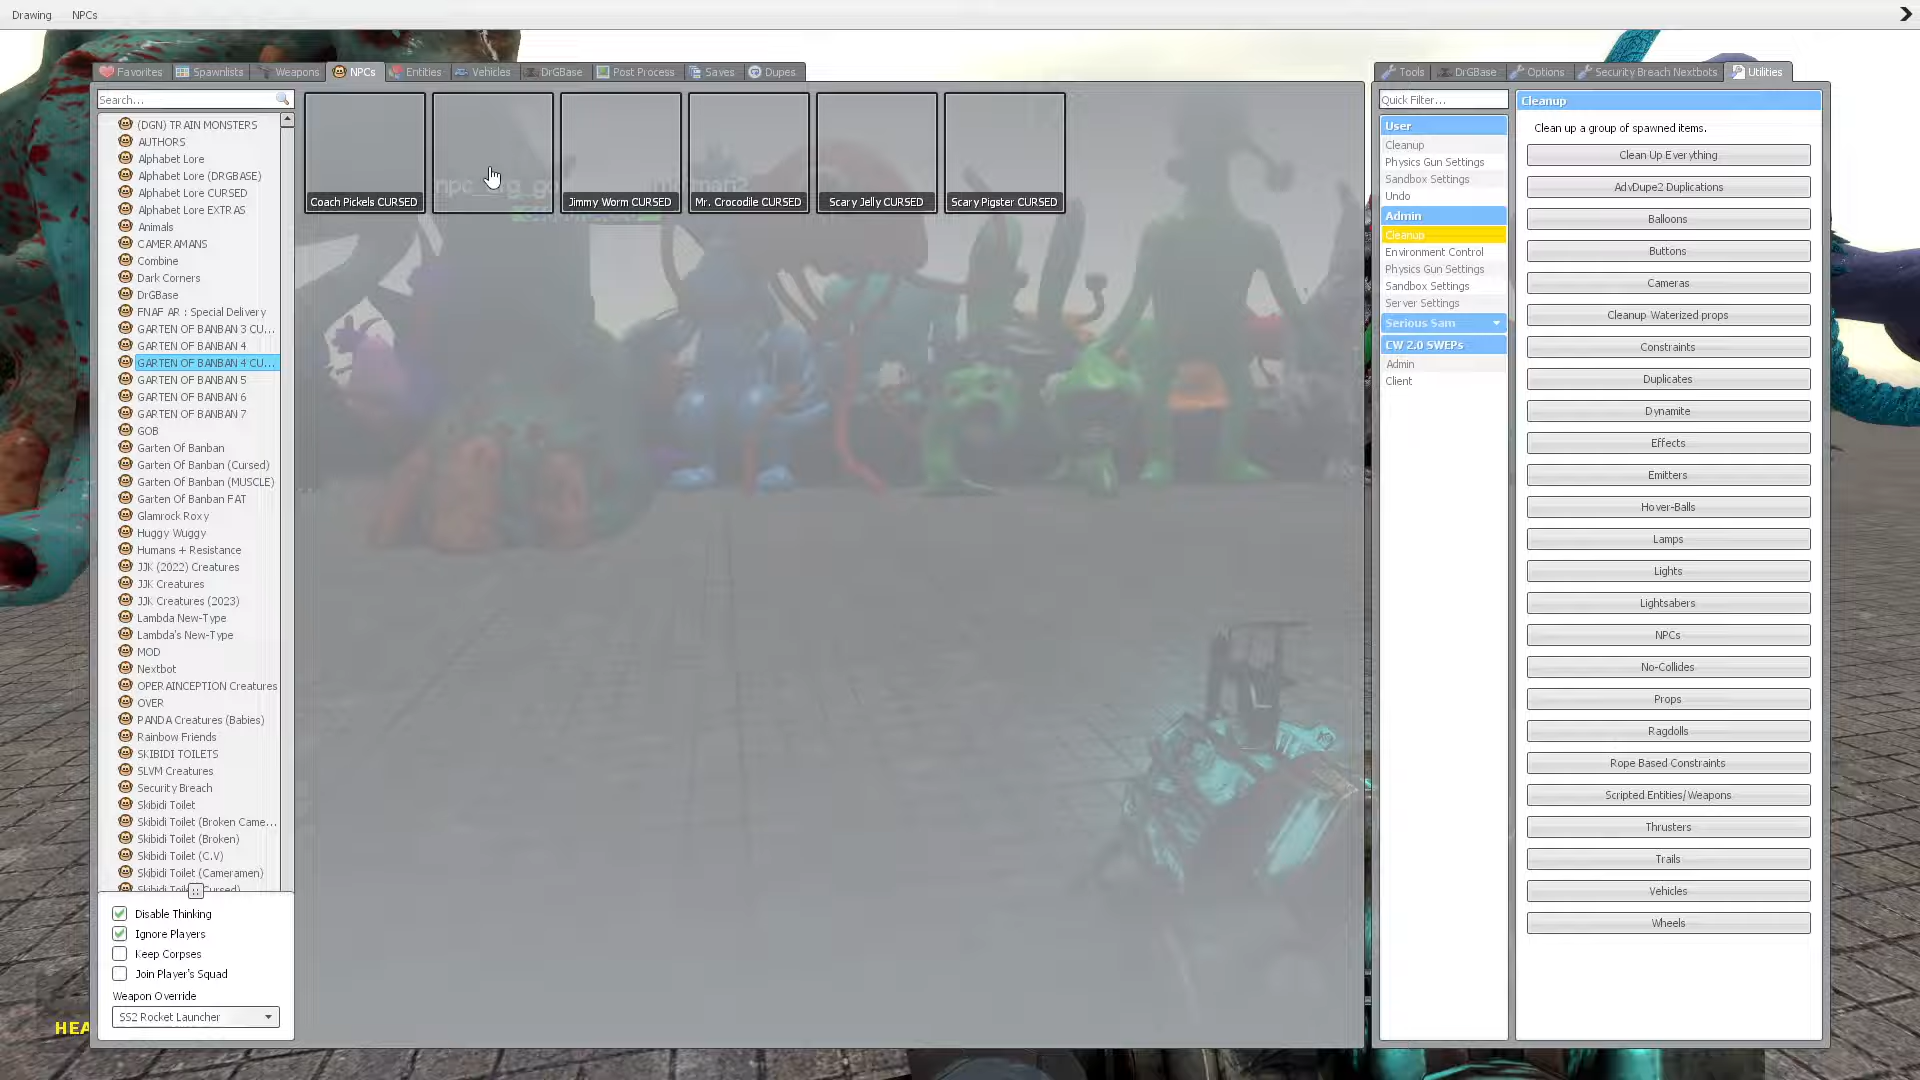 Drawing NPCs
Favorites Spawnlists Weapons NPCs Entities Vehicles DrGBase Post Process Saves Dupes
Search...
(DGN) TRAIN MONSTERS
AUTHORS
Alphabet Lore
Alphabet Lore (DRGBASE)
Alphabet Lore CURSED
Alphabet Lore EXTRAS
Animals
CAMERAMANS
Combine
Dark Corners
DrGBase
FNAF AR : Special Delivery
GARTEN OF BANBAN 3 CU...
GARTEN OF BANBAN 4
GARTEN OF BANBAN 4 CU...
GARTEN OF BANBAN 5
GARTEN OF BANBAN 6
GARTEN OF BANBAN 7
GOB
Garten Of Banban
Garten Of Banban (Cursed)
Garten Of Banban (MUSCLE)
Garten Of Banban FAT
Glamrock Roxy
Huggy Wuggy
Humans + Resistance
JJK (2022) Creatures
JJK Creatures
JJK Creatures (2023)
Lambda New-Type
Lambda's New-Type
MOD
Nextbot
OPERAINCEPTION Creatures
OVER
PANDA Creatures (Babies)
Rainbow Friends
SKIBIDI TOILETS
SLVM Creatures
Security Breach
Skibidi Toilet
Skibidi Toilet (Broken Came...
Skibidi Toilet (Broken)
Skibidi Toilet (C.V)
Skibidi Toilet (Cameramen)
Disable Thinking
Ignore Players
Keep Corpses
Join Player's Squad
Weapon Override
SS2 Rocket Launcher
HEA
Coach Pickels CURSED
npc_drg_go
Jimmy Worm CURSED
Mr. Crocodile CURSED
Scary Jelly CURSED
Scary Pigster CURSED
Tools DrGBase Options Security Breach Nextbots Utilities
Quick Filter...
User
Cleanup
Physics Gun Settings
Sandbox Settings
Undo
Admin
Cleanup
Environment Control
Physics Gun Settings
Sandbox Settings
Server Settings
Serious Sam
CW 2.0 SWEPs
Admin
Client
Cleanup
Clean up a group of spawned items.
Clean Up Everything
AdvDupe2 Duplications
Balloons
Buttons
Cameras
Cleanup Waterized props
Constraints
Duplicates
Dynamite
Effects
Emitters
Hover-Balls
Lamps
Lights
Lightsabers
NPCs
No-Collides
Props
Ragdolls
Rope Based Constraints
Scripted Entities/Weapons
Thrusters
Trails
Vehicles
Wheels